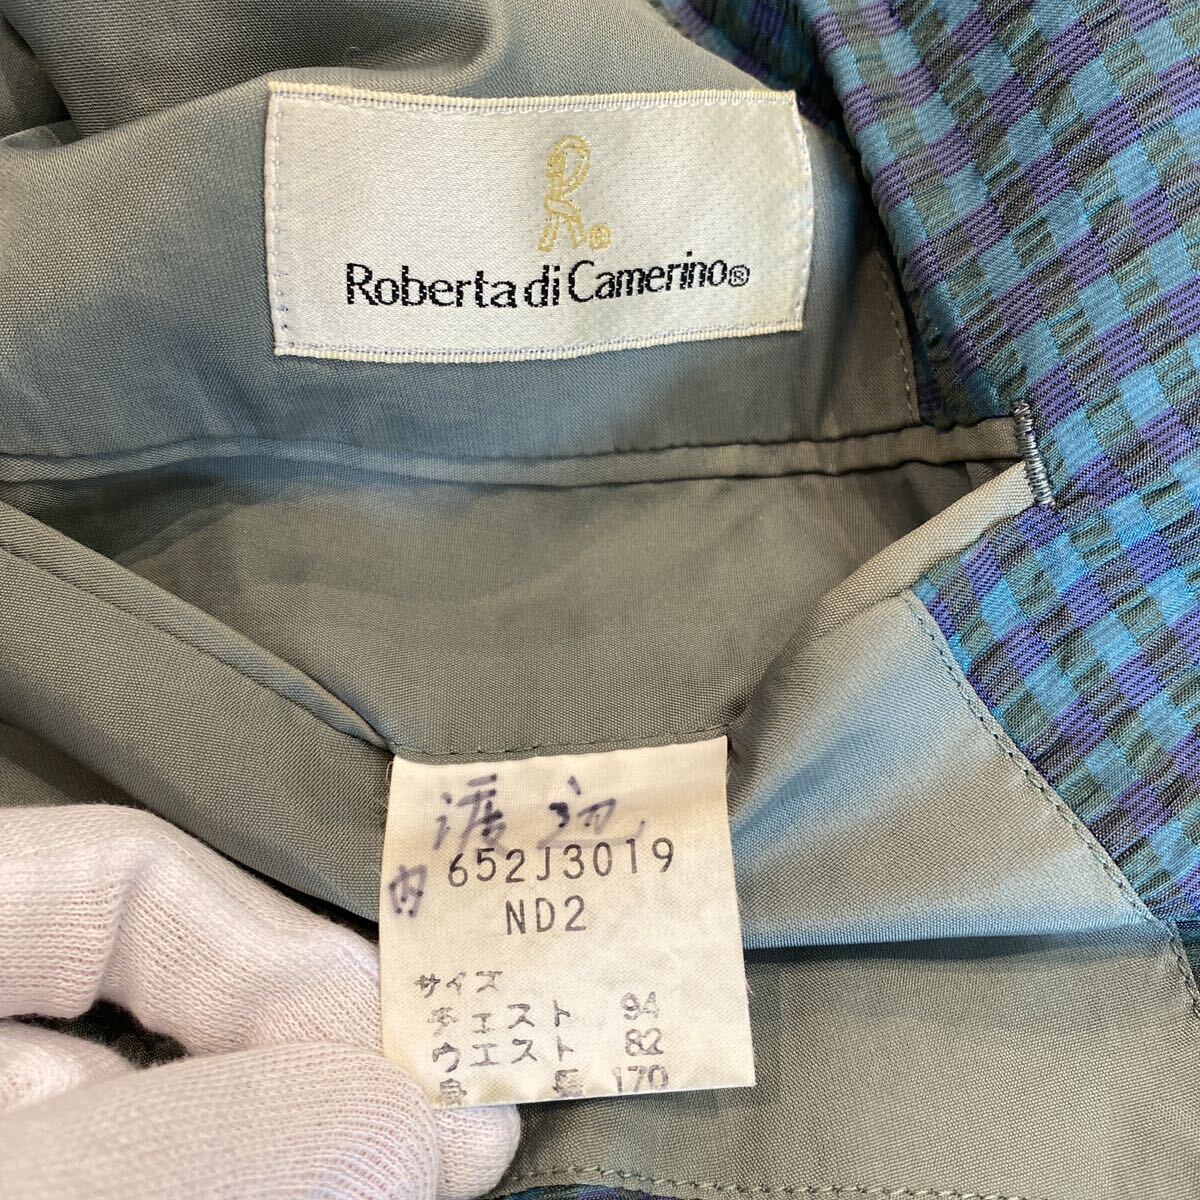 R®
Roberta di Camerino®
渡辺
内
652J3019
ND2
サイズ
チェスト 94
ウエスト 82
身長 170